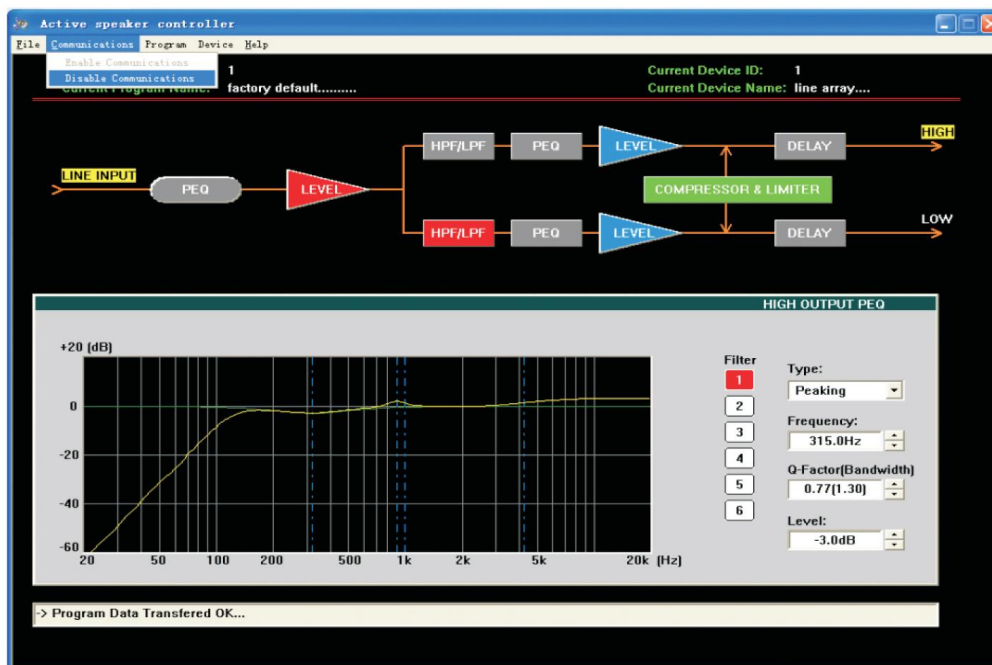 Active speaker controller
File Communications Program Device Help
Enable Communications
Disable Communications
1
Current Device ID: 1
Current Program Name: factory default..........
Current Device Name: line array....
LINE INPUT
PEQ
LEVEL
HPF/LPF
PEQ
LEVEL
DELAY
HIGH
COMPRESSOR & LIMITER
HPF/LPF
PEQ
LEVEL
DELAY
LOW
HIGH OUTPUT PEQ
+20 (dB)
0
-20
-40
-60
20 50 100 200 500 1k 2k 5k 20k (Hz)
Filter
1
2
3
4
5
6
Type:
Peaking
Frequency:
315.0Hz
Q-Factor(Bandwidth)
0.77(1.30)
Level:
-3.0dB
-> Program Data Transfered OK...